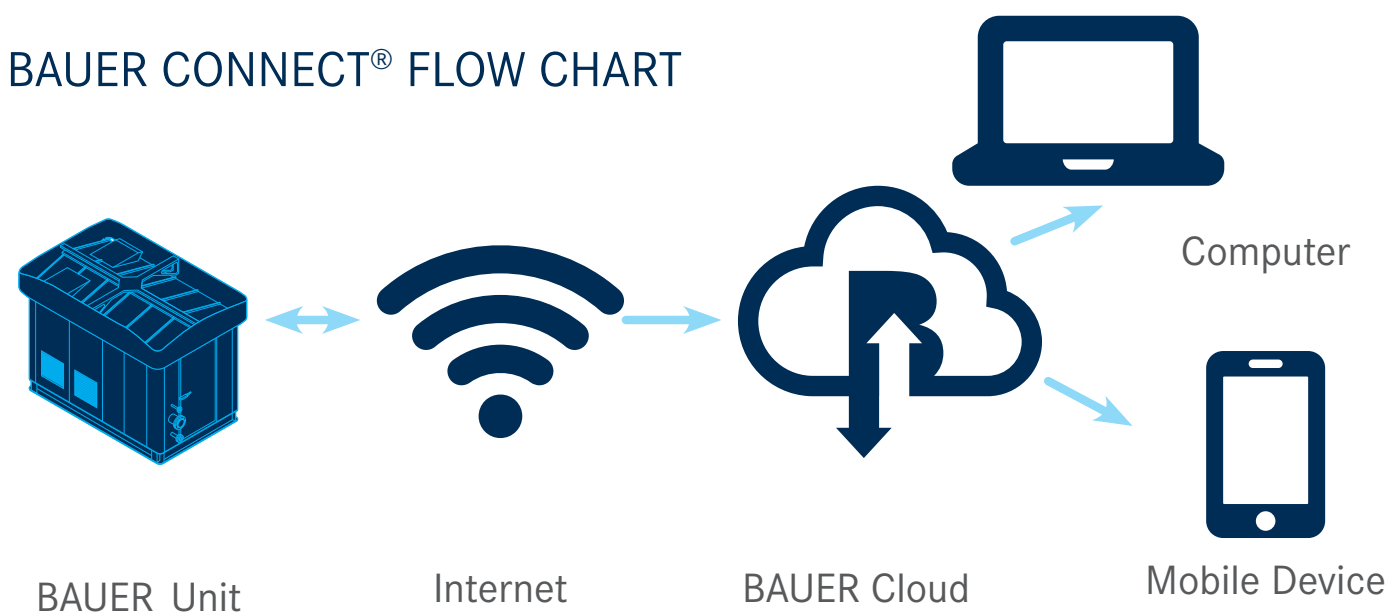 BAUER CONNECT® FLOW CHART
Computer
BAUER Unit
Internet
BAUER Cloud
Mobile Device
B